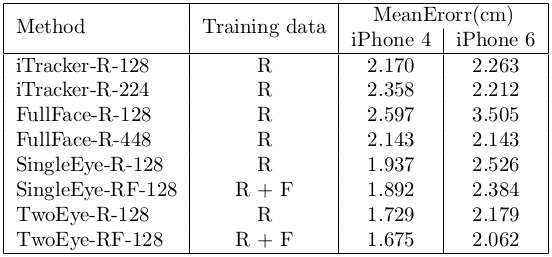 Method Training data MeanErorr(cm)
iPhone 4 iPhone 6
iTracker-R-128 R 2.170 2.263
iTracker-R-224 R 2.358 2.212
FullFace-R-128 R 2.597 3.505
FullFace-R-448 R 2.143 2.143
SingleEye-R-128 R 1.937 2.526
SingleEye-RF-128 R + F 1.892 2.384
TwoEye-R-128 R 1.729 2.179
TwoEye-RF-128 R + F 1.675 2.062